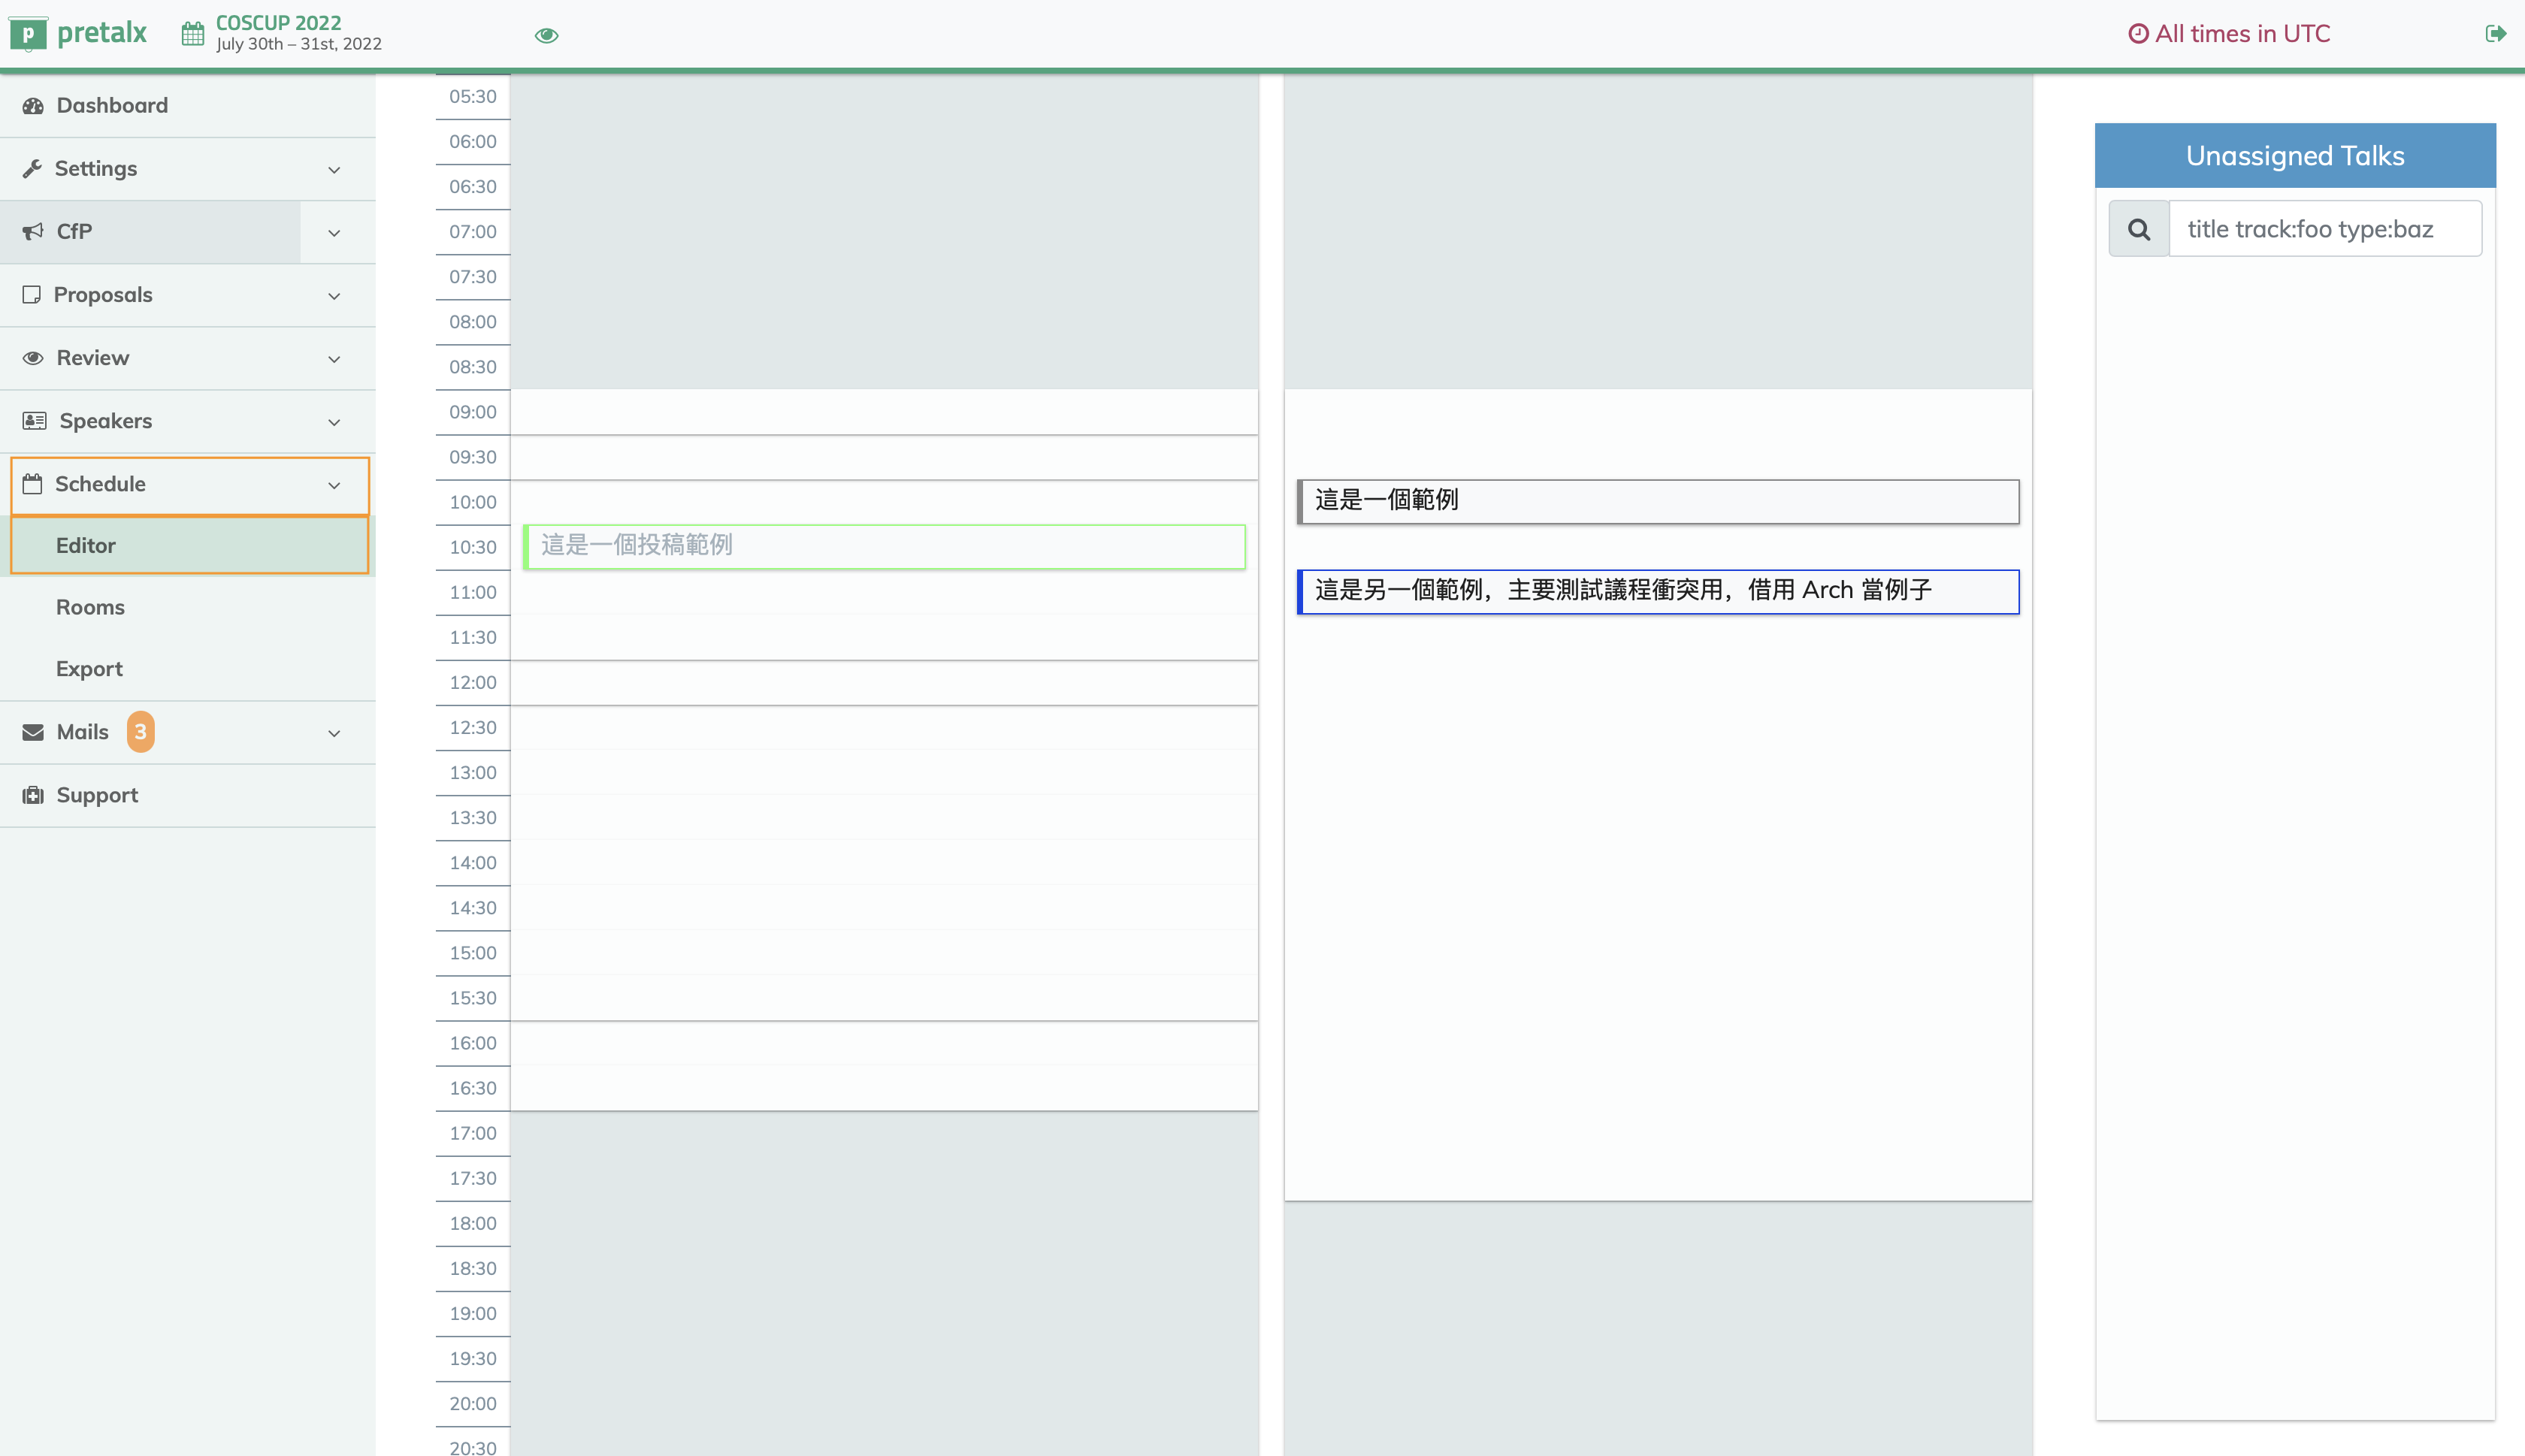 p pretalx
COSCUP 2022
July 30th – 31st, 2022
All times in UTC
Dashboard
Settings
CfP
Proposals
Review
Speakers
Schedule
Editor
Rooms
Export
Mails 3
Support
05:30
06:00
06:30
07:00
07:30
08:00
08:30
09:00
09:30
10:00
10:30
11:00
11:30
12:00
12:30
13:00
13:30
14:00
14:30
15:00
15:30
16:00
16:30
17:00
17:30
18:00
18:30
19:00
19:30
20:00
20:30
這是一個投稿範例
這是一個範例
這是另一個範例，主要測試議程衝突用，借用 Arch 當例子
Unassigned Talks
title track:foo type:baz